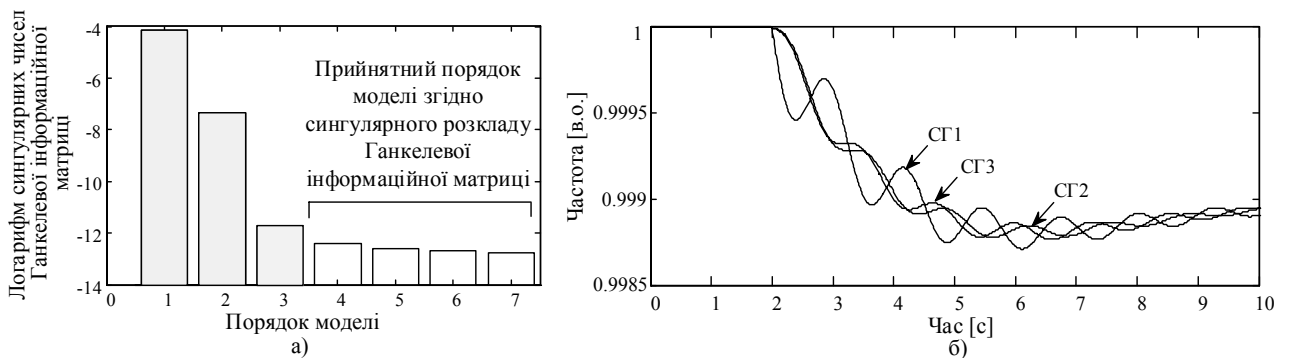 Логарифм сингулярних чисел
Ганкелевої інформаційної
матриці
-4
-6
-8
-10
-12
-14
Прийнятний порядок
моделі згідно
сингулярного розкладу
Ганкелевої
інформаційної матриці
0 1 2 3 4 5 6 7
Порядок моделі
а)
Частота [в.о.]
1
0.9995
0.999
0.9985
СГ1
СГ3
СГ2
0 1 2 3 4 5 6 7 8 9 10
Час [с]
б)